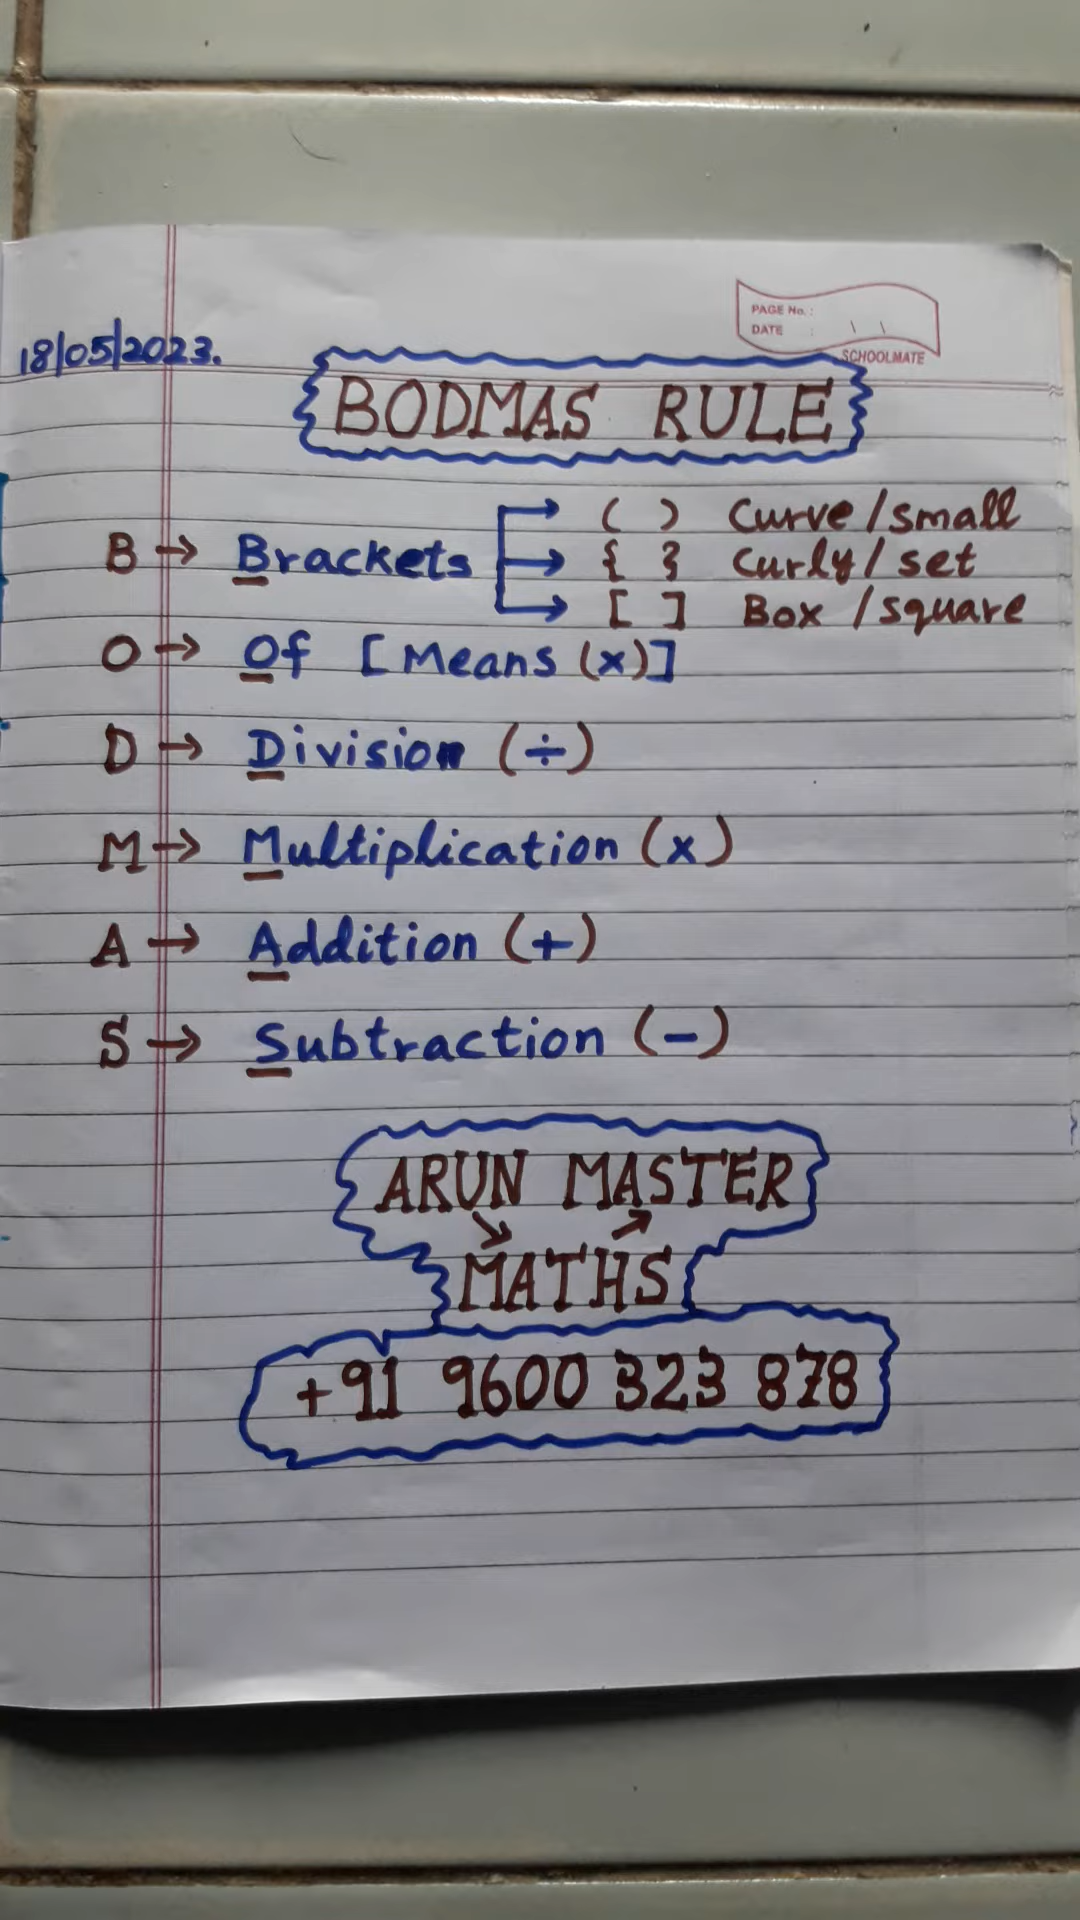 PAGE No. :
DATE : \ \
SCHOOLMATE
18/05/2023.
BODMAS RULE
B → Brackets → ( ) Curve/small
→ { } Curly/set
→ [ ] Box/square
O → Of [Means (x)]
D → Division (÷)
M → Multiplication (x)
A → Addition (+)
S → Subtraction (-)
ARUN MASTER
MATHS
+91 9600 323 878